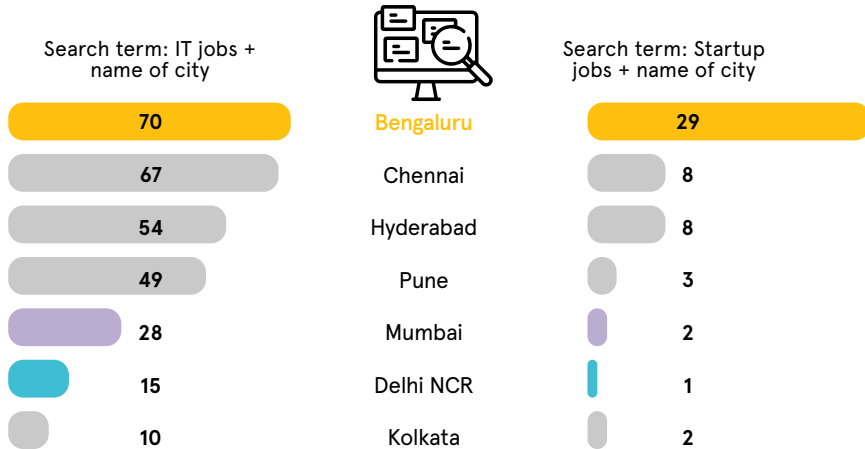 Search term: IT jobs +
name of city
Search term: Startup
jobs + name of city
70 Bengaluru 29
67 Chennai 8
54 Hyderabad 8
49 Pune 3
28 Mumbai 2
15 Delhi NCR 1
10 Kolkata 2